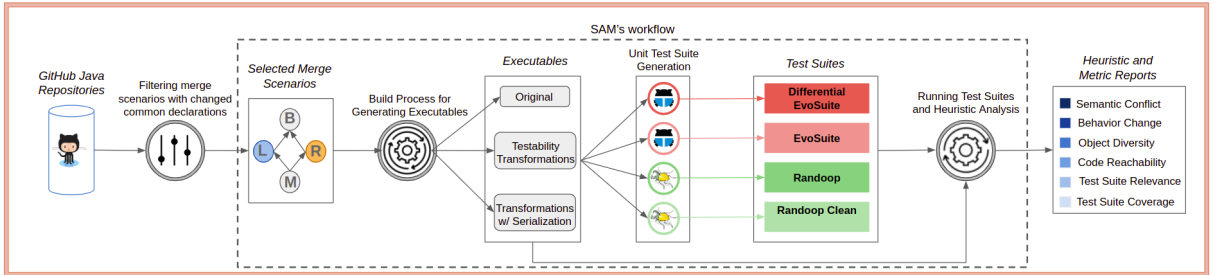 SAM's workflow
GitHub Java
Repositories
Filtering merge
scenarios with changed
common declarations
Selected Merge
Scenarios
B
L
R
M
Build Process for
Generating Executables
Executables
Original
Testability
Transformations
Transformations
w/ Serialization
Unit Test Suite
Generation
Test Suites
Differential
EvoSuite
EvoSuite
Randoop
Randoop Clean
Running Test Suites
and Heuristic Analysis
Heuristic and
Metric Reports
Semantic Conflict
Behavior Change
Object Diversity
Code Reachability
Test Suite Relevance
Test Suite Coverage